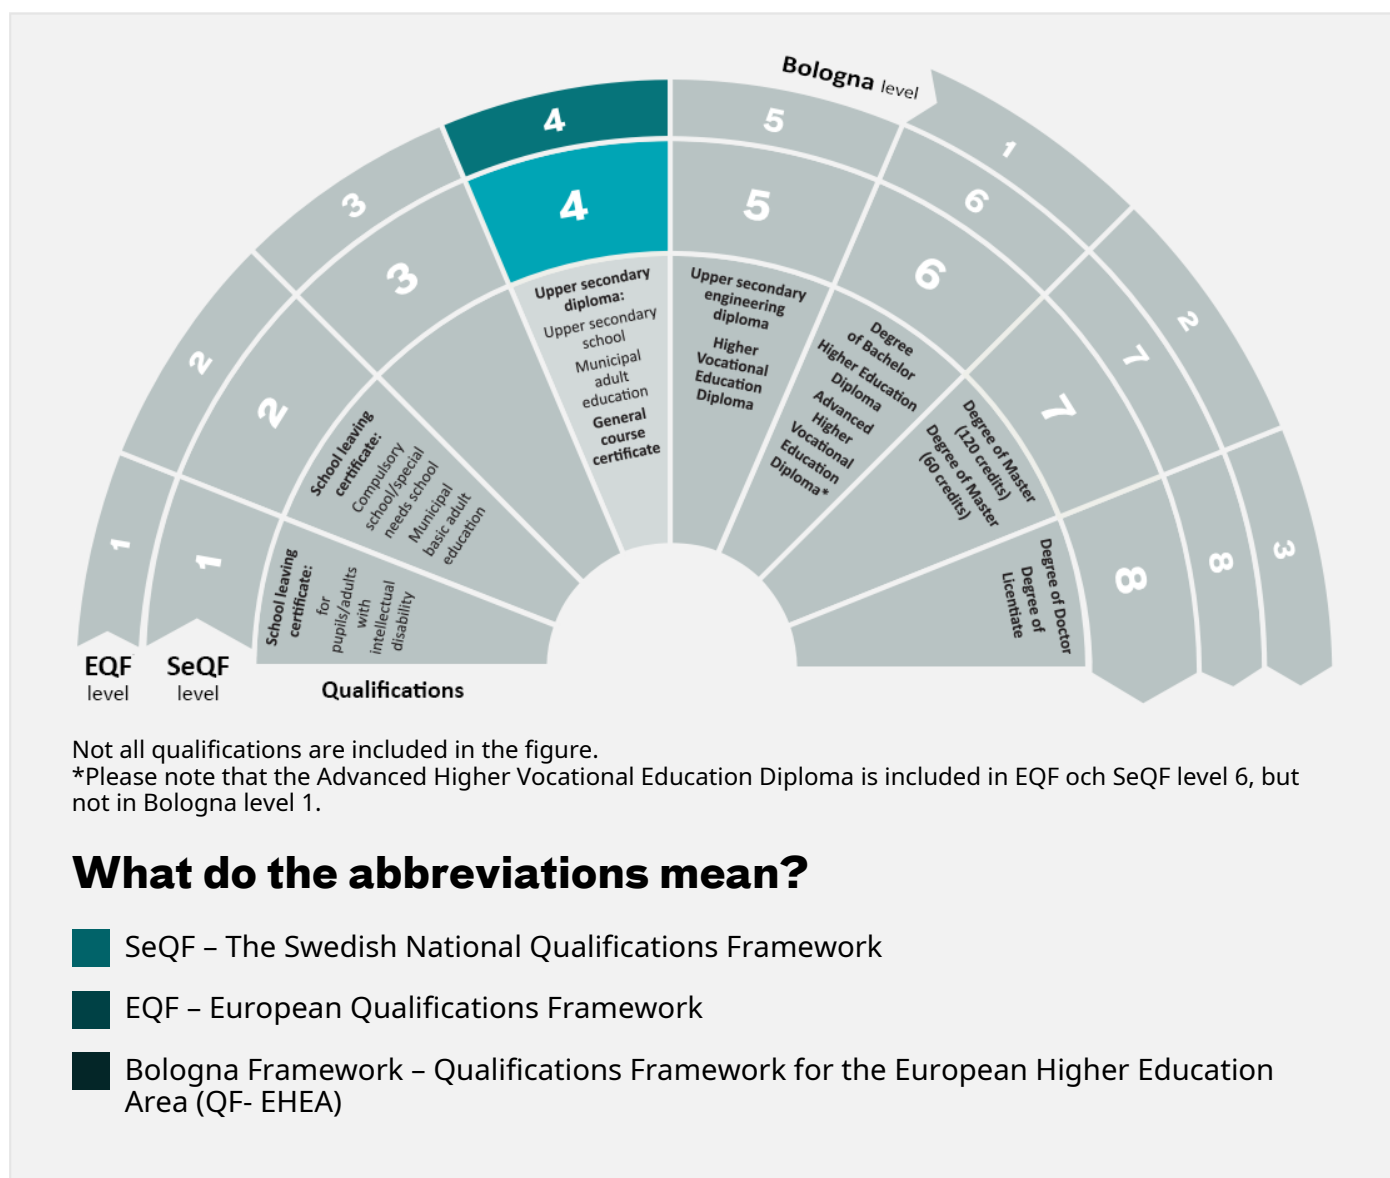 Bologna level
1
2
3
4
5
6
7
8
1
2
3
1
2
3
4
5
6
7
8
School leaving
certificate:
for
pupils/adults
with
intellectual
disability
School leaving
certificate:
Compulsory
school/special
needs school
Municipal
basic adult
education
Upper secondary
diploma:
Upper secondary
school
Municipal
adult
education
General
course
certificate
Upper secondary
engineering
diploma
Higher
Vocational
Education
Diploma
Degree
of Bachelor
Higher Education
Diploma
Advanced
Higher
Vocational
Education
Diploma*
Degree of Master
(120 credits)
Degree of Master
(60 credits)
Degree of Doctor
Degree of
Licentiate
EQF
level
SeQF
level
Qualifications
Not all qualifications are included in the figure.
*Please note that the Advanced Higher Vocational Education Diploma is included in EQF och SeQF level 6, but
not in Bologna level 1.
What do the abbreviations mean?
SeQF – The Swedish National Qualifications Framework
EQF – European Qualifications Framework
Bologna Framework – Qualifications Framework for the European Higher Education
Area (QF- EHEA)